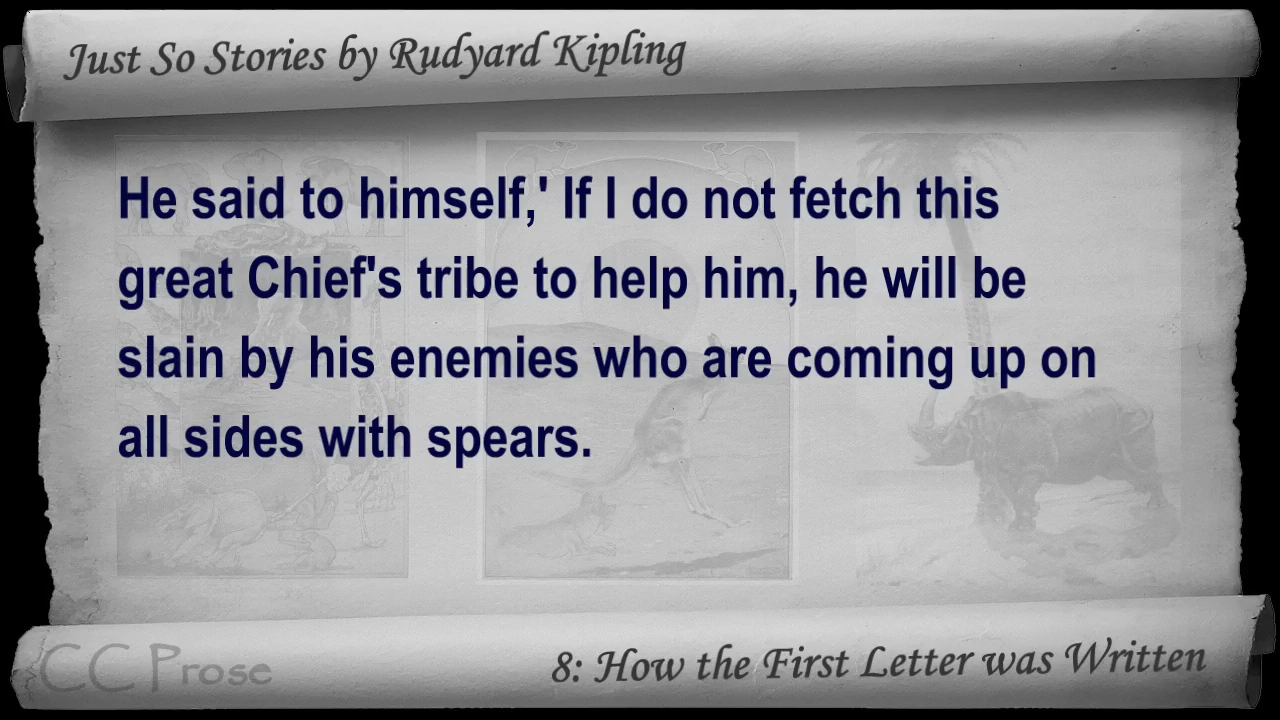 Just So Stories by Rudyard Kipling
He said to himself,' If I do not fetch this
great Chief's tribe to help him, he will be
slain by his enemies who are coming up on
all sides with spears.
CC Prose
8: How the First Letter was Written